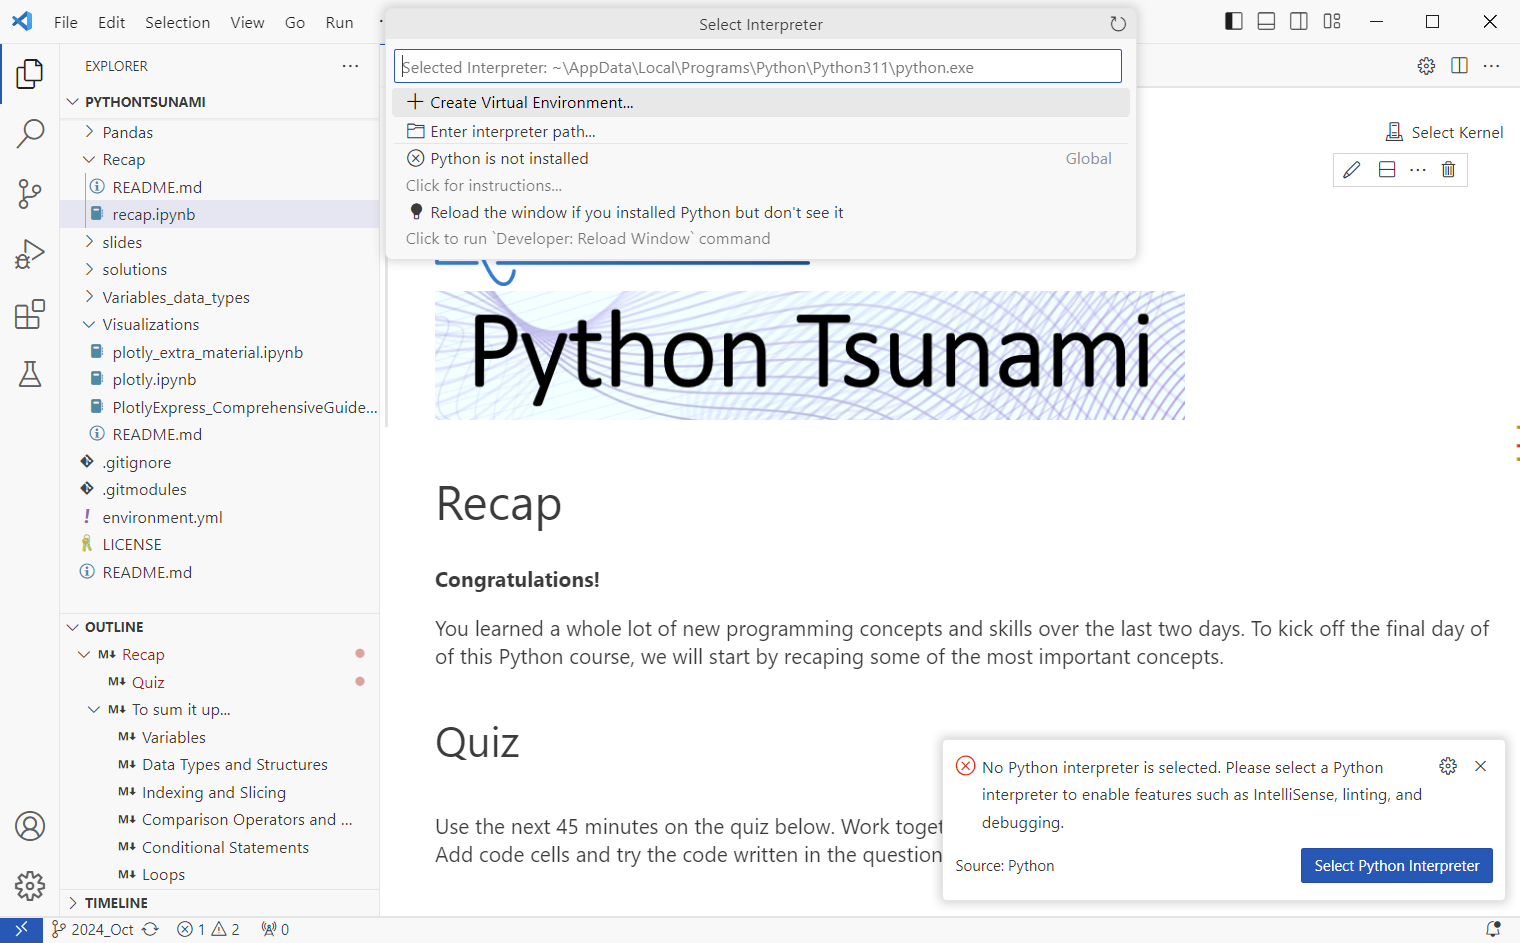 File Edit Selection View Go Run
Select Interpreter
Selected Interpreter: ~\AppData\Local\Programs\Python\Python311\python.exe
Create Virtual Environment...
Enter interpreter path...
Python is not installed Global
Click for instructions...
Reload the window if you installed Python but don't see it
Click to run `Developer: Reload Window` command
EXPLORER
PYTHONTSUNAMI
Pandas
Recap
README.md
recap.ipynb
slides
solutions
Variables_data_types
Visualizations
plotly_extra_material.ipynb
plotly.ipynb
PlotlyExpress_ComprehensiveGuide...
README.md
.gitignore
.gitmodules
environment.yml
LICENSE
README.md
OUTLINE
M↓ Recap
M↓ Quiz
M↓ To sum it up...
M↓ Variables
M↓ Data Types and Structures
M↓ Indexing and Slicing
M↓ Comparison Operators and ...
M↓ Conditional Statements
M↓ Loops
TIMELINE
Select Kernel
Python Tsunami
Recap
Congratulations!
You learned a whole lot of new programming concepts and skills over the last two days. To kick off the final day of
of this Python course, we will start by recaping some of the most important concepts.
Quiz
Use the next 45 minutes on the quiz below. Work toget
Add code cells and try the code written in the question
No Python interpreter is selected. Please select a Python
interpreter to enable features such as IntelliSense, linting, and
debugging.
Source: Python
Select Python Interpreter
2024_Oct 1 2 0